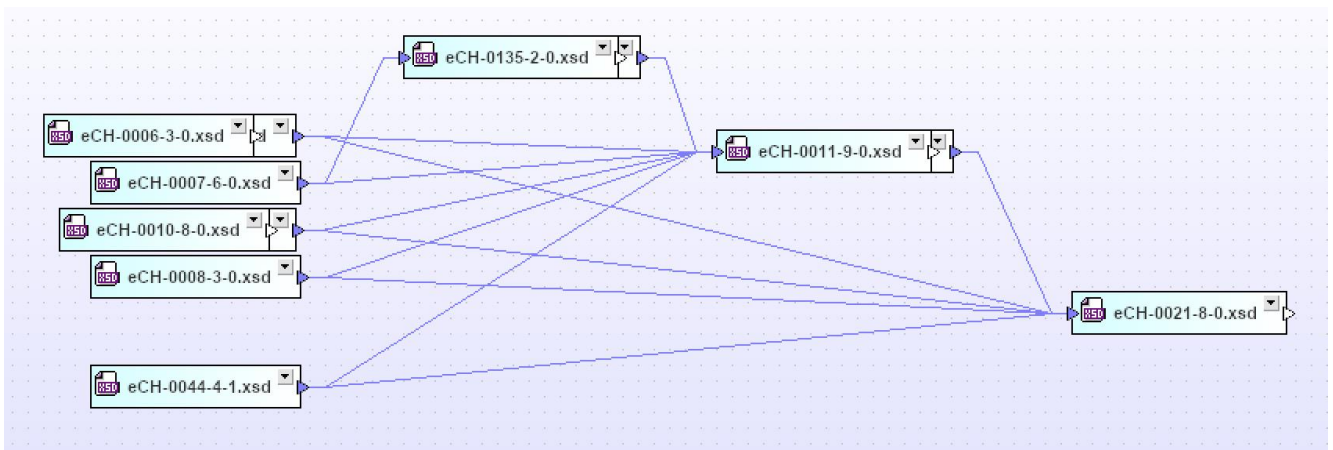 eCH-0135-2-0.xsd
eCH-0006-3-0.xsd
eCH-0011-9-0.xsd
eCH-0007-6-0.xsd
eCH-0010-8-0.xsd
eCH-0008-3-0.xsd
eCH-0021-8-0.xsd
eCH-0044-4-1.xsd